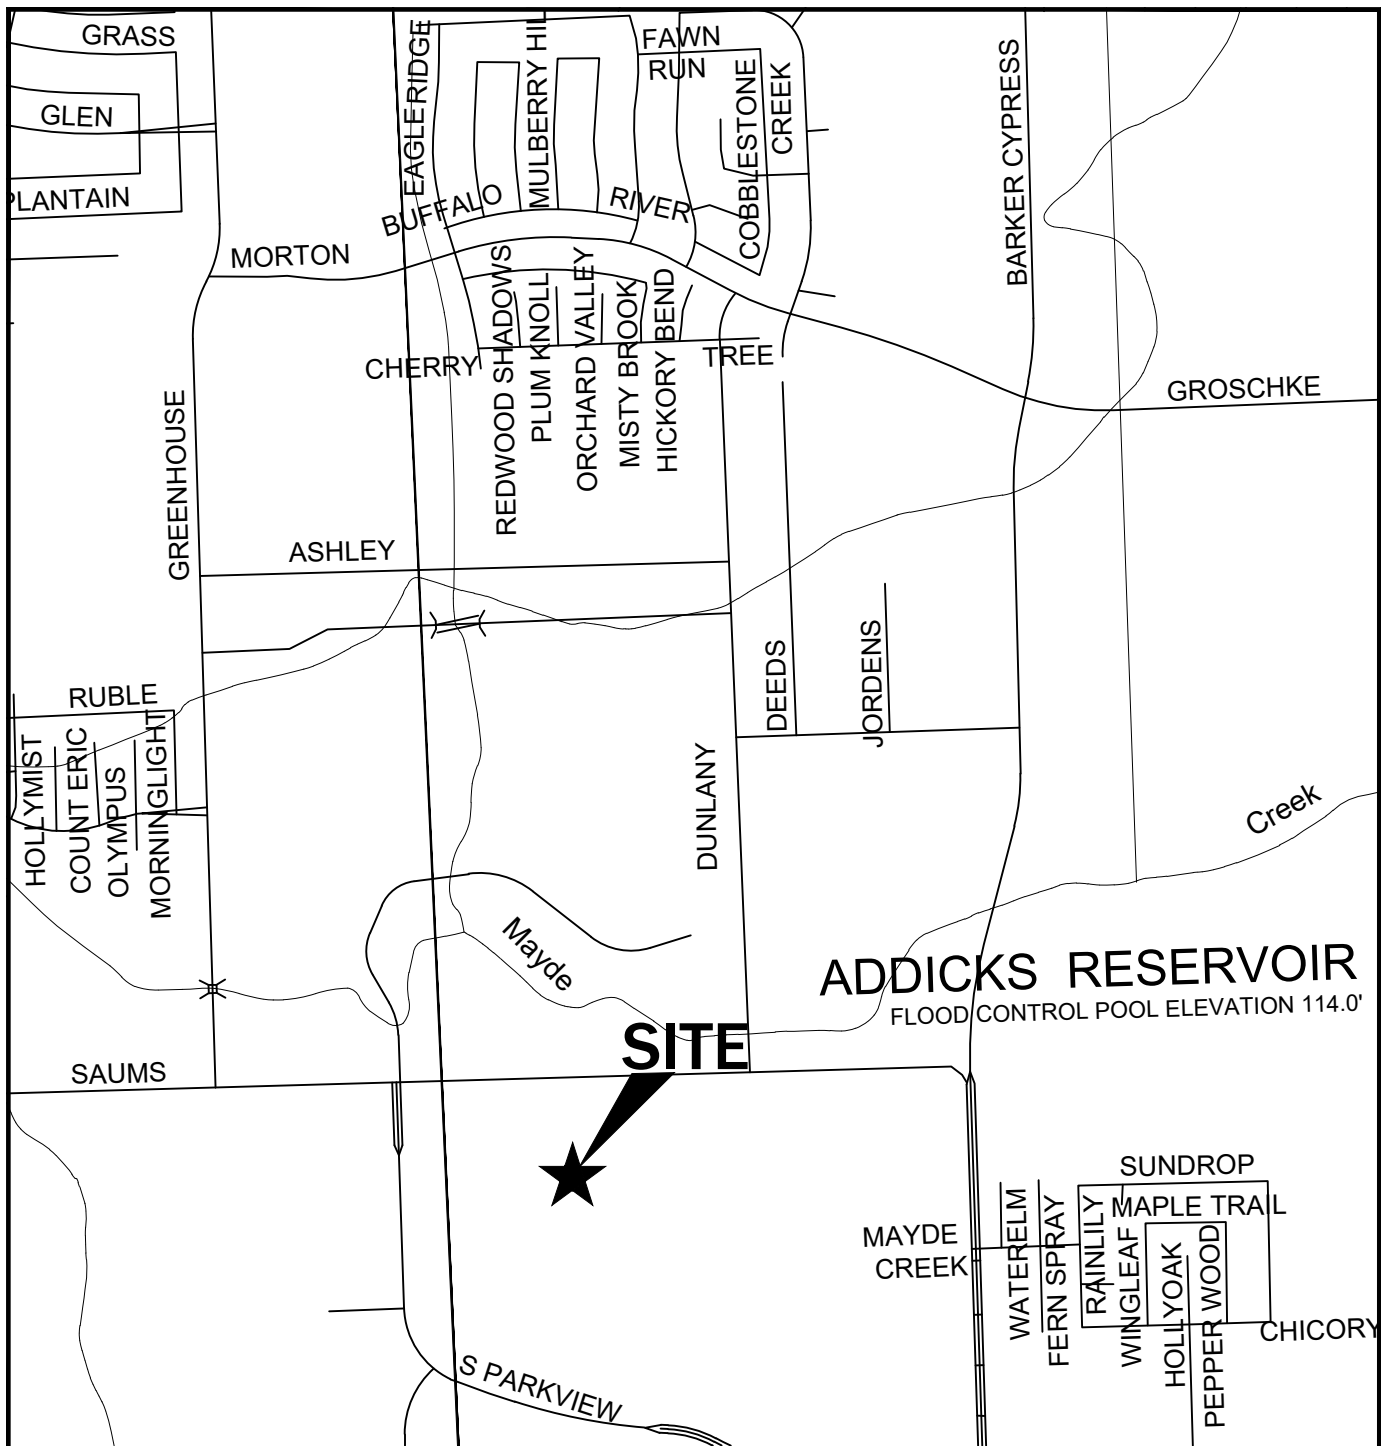 GRASS
GLEN
PLANTAIN
EAGLE RIDGE
MULBERRY HIL
FAWN
RUN
COBBLESTONE
CREEK
BARKER CYPRESS
BUFFALO
RIVER
MORTON
CHERRY
REDWOOD SHADOWS
PLUM KNOLL
ORCHARD VALLEY
MISTY BROOK
HICKORY BEND
TREE
GROSCHKE
GREENHOUSE
ASHLEY
RUBLE
HOLLYMIST
COUNT ERIC
OLYMPUS
MORNINGLIGHT
DEEDS
JORDENS
DUNLANY
Creek
Mayde
ADDICKS RESERVOIR
FLOOD CONTROL POOL ELEVATION 114.0'
SITE
SAUMS
SUNDROP
MAPLE TRAIL
MAYDE
CREEK
WATERELM
FERN SPRAY
RAINLILY
WINGLEAF
HOLLYOAK
PEPPER WOOD
CHICORY
S PARKVIEW